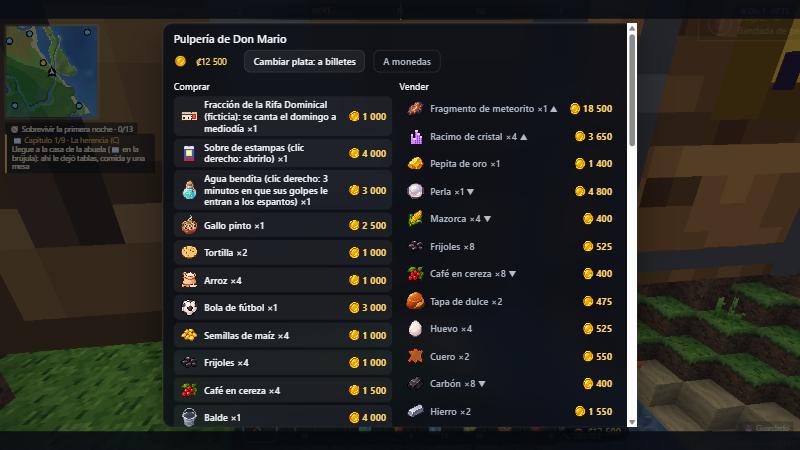 Pulpería de Don Mario
₡12 500
Cambiar plata: a billetes
A monedas
Comprar
Fracción de la Rifa Dominical
(ficticia): se canta el domingo a
mediodía ×1
1 000
Sobre de estampas (clic
derecho: abrirlo) ×1
4 000
Agua bendita (clic derecho: 3
minutos en que sus golpes le
entran a los espantos) ×1
3 000
Gallo pinto ×1
2 500
Tortilla ×2
1 000
Arroz ×4
1 000
Bola de fútbol ×1
3 000
Semillas de maíz ×4
1 000
Frijoles ×4
1 000
Café en cereza ×4
1 500
Balde ×1
4 000
Vender
Fragmento de meteorito ×1 ▲
18 500
Racimo de cristal ×4 ▲
3 650
Pepita de oro ×1
1 400
Perla ×1 ▼
4 800
Mazorca ×4 ▼
400
Frijoles ×8
525
Café en cereza ×8 ▼
400
Tapa de dulce ×2
475
Huevo ×4
525
Cuero ×2
550
Carbón ×8 ▼
400
Hierro ×2
1 550
Sobrevivir la primera noche · 0/13
Capítulo 1/9 · La herencia (C)
Llegue a la casa de la abuela ( en la
brújula): ahí le dejó tablas, comida y una
mesa
Guardado